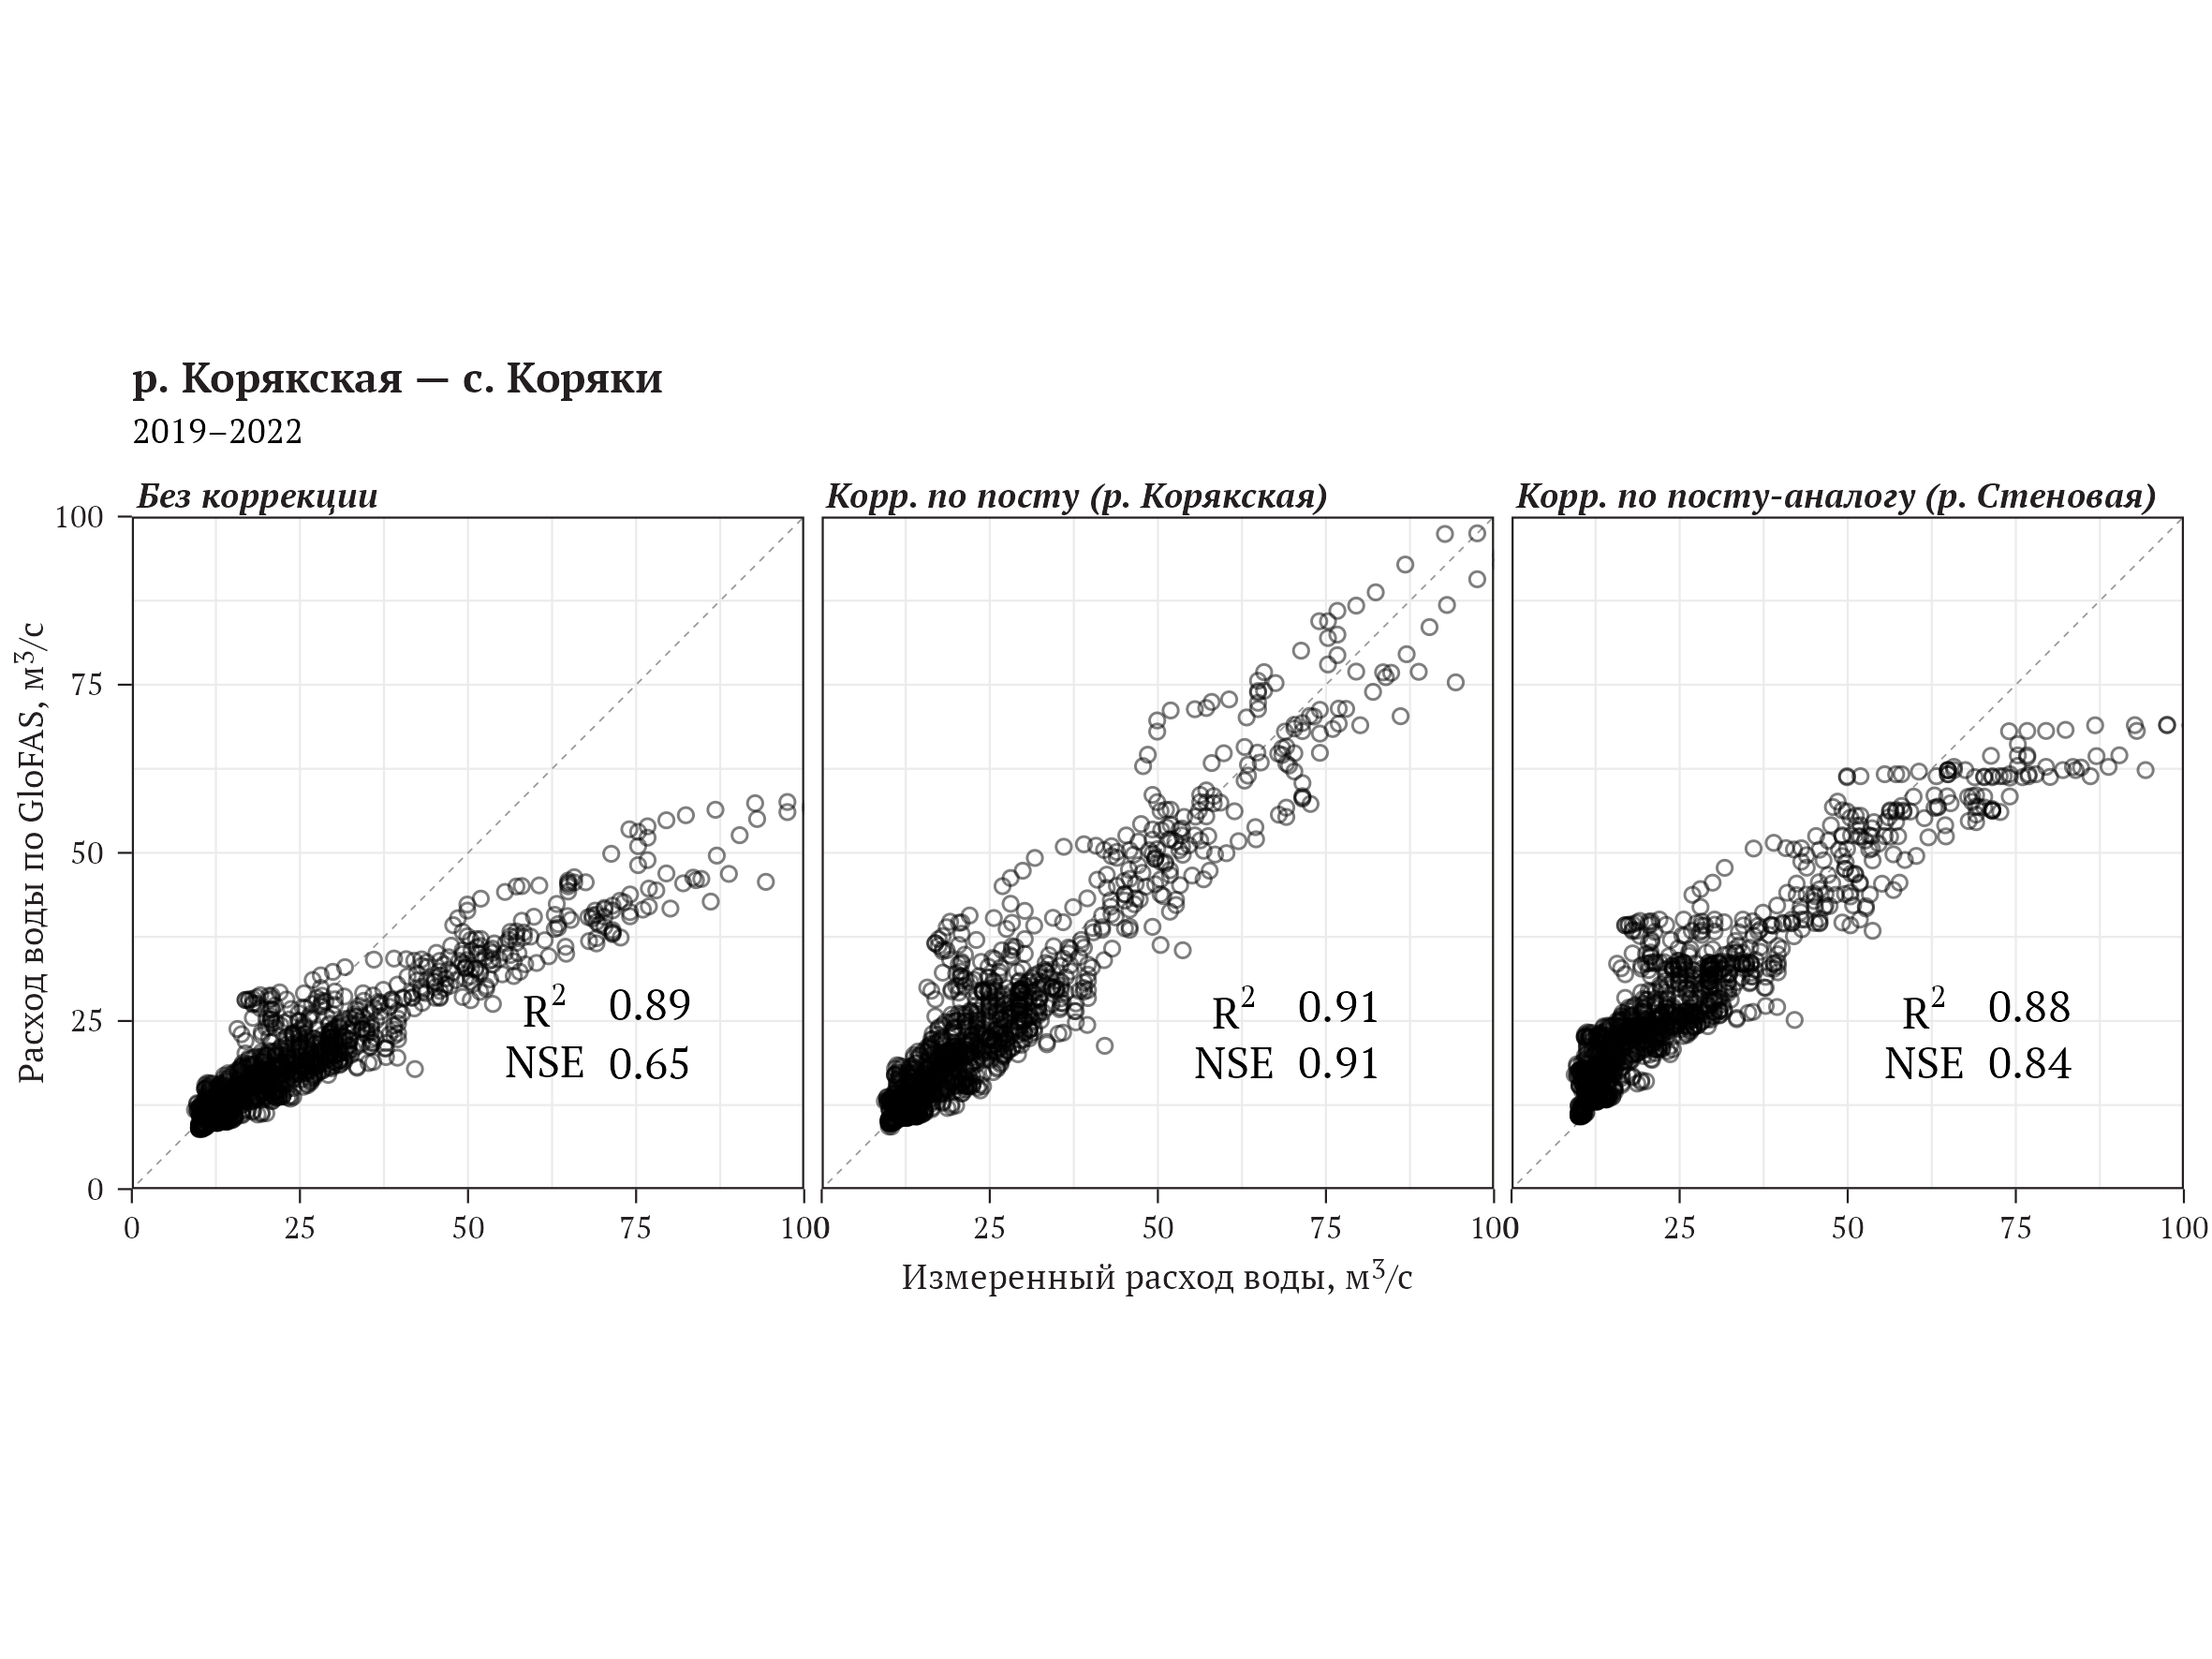 р. Корякская — с. Коряки
2019–2022
Без коррекции
Корр. по посту (р. Корякская)
Корр. по посту-аналогу (р. Стеновая)
Расход воды по GloFAS, м³/с
100
75
50
25
0
R² 0.89
NSE 0.65
R² 0.91
NSE 0.91
R² 0.88
NSE 0.84
0 25 50 75 100
0 25 50 75 100
0 25 50 75 100
Измеренный расход воды, м³/с